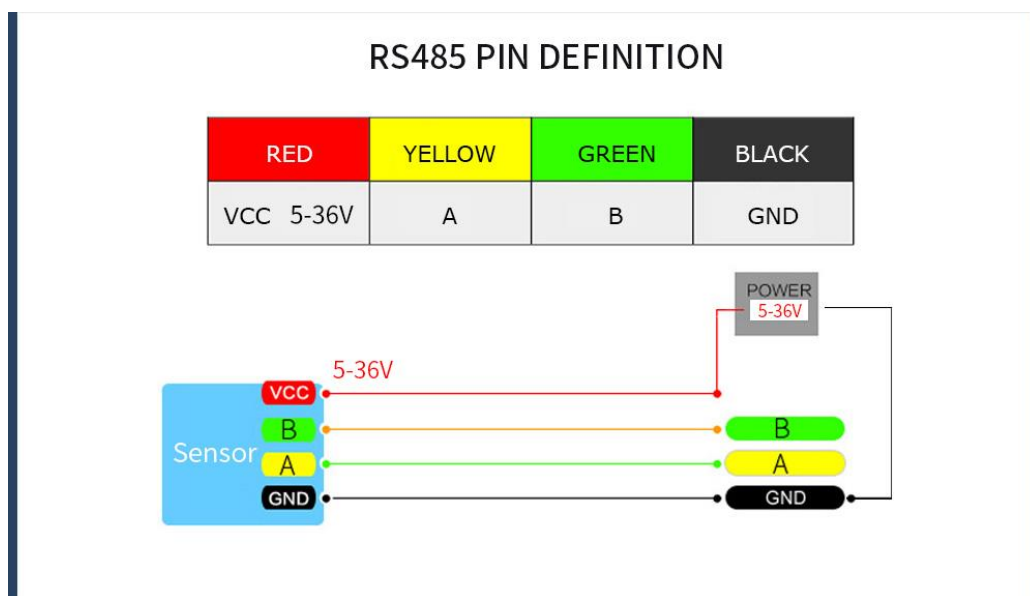 RS485 PIN DEFINITION
RED YELLOW GREEN BLACK
VCC 5-36V A B GND
POWER
5-36V
5-36V
VCC
B B
Sensor
A A
GND GND